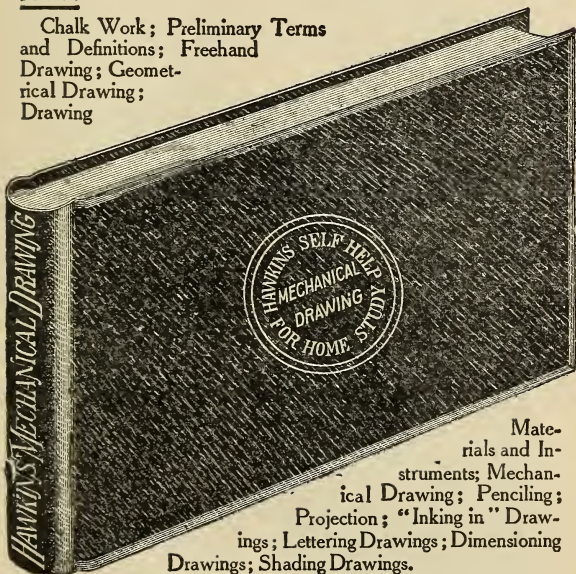 Chalk Work; Preliminary Terms
and Definitions; Freehand
Drawing; Geomet-
rical Drawing;
Drawing
HAWKINS MECHANICAL DRAWING
HAWKINS SELF HELP
MECHANICAL
DRAWING
FOR HOME STUDY
Mate-
rials and In-
struments; Mechan-
ical Drawing; Penciling;
Projection; "Inking in" Draw-
ings; Lettering Drawings; Dimensioning
Drawings; Shading Drawings.